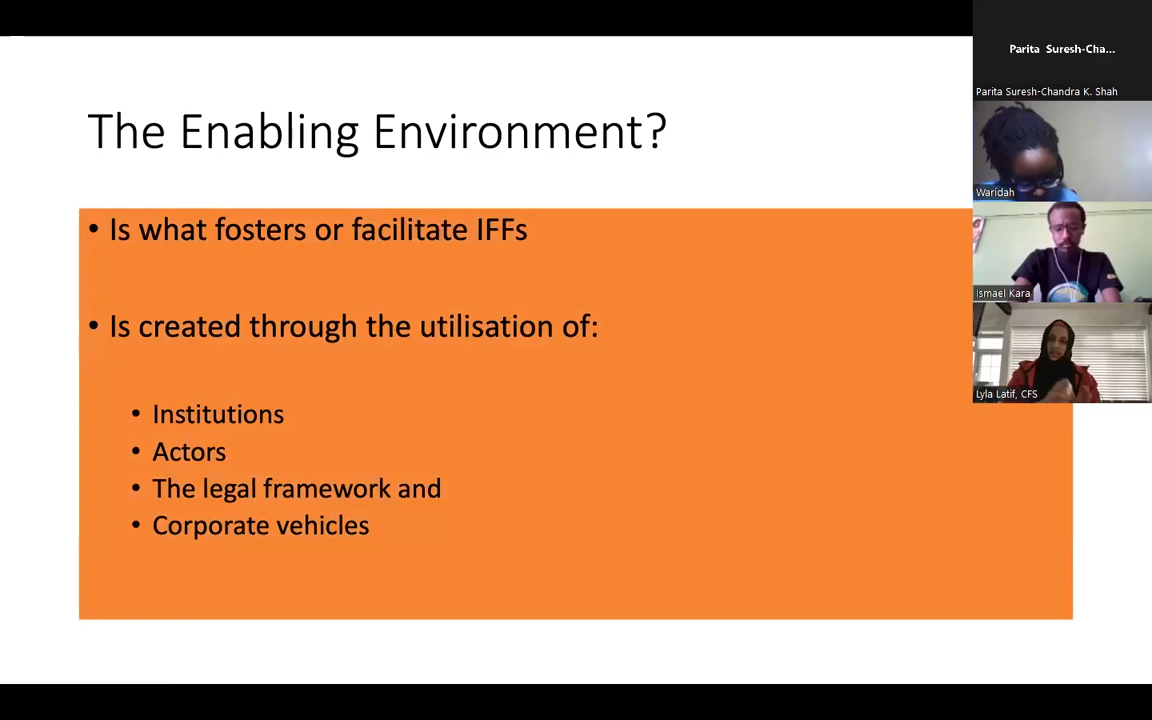 The Enabling Environment?
• Is what fosters or facilitate IFFs
• Is created through the utilisation of:
• Institutions
• Actors
• The legal framework and
• Corporate vehicles
Parita Suresh-Cha...
Parita Suresh-Chandra K. Shah
Waridah
Ismael Kara
Lyla Latif, CFS